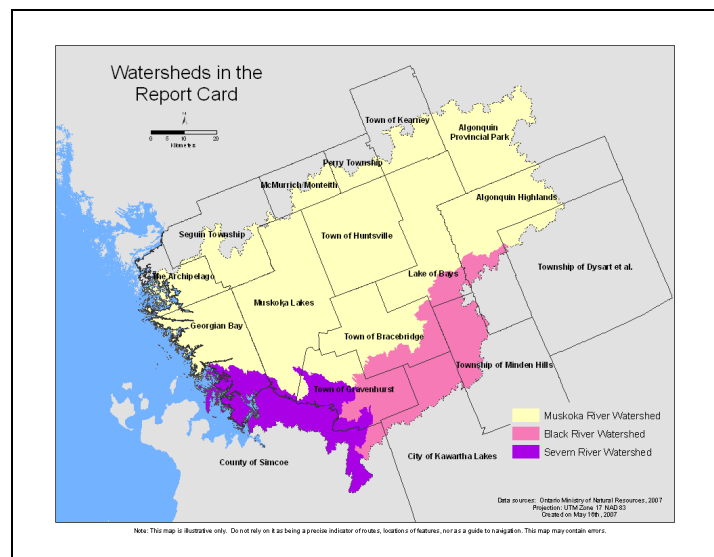 Watersheds in the
Report Card
N
0 10 20
Kilometres
Town of Kearney
Algonquin
Provincial Park
Perry Township
McMurrich/Monteith
Algonquin Highlands
Seguin Township
Town of Huntsville
The Archipelago
Lake of Bays
Township of Dysart et al.
Muskoka Lakes
Georgian Bay
Town of Bracebridge
Township of Minden Hills
Town of Gravenhurst
Muskoka River Watershed
Black River Watershed
Severn River Watershed
County of Simcoe
City of Kawartha Lakes
Data sources: Ontario Ministry of Natural Resources, 2007
Projection: UTM Zone 17 NAD 83
Created on May 16th, 2007
Note: This map is illustrative only. Do not rely on it as being a precise indicator of routes, locations of features, nor as a guide to navigation. This map may contain errors.